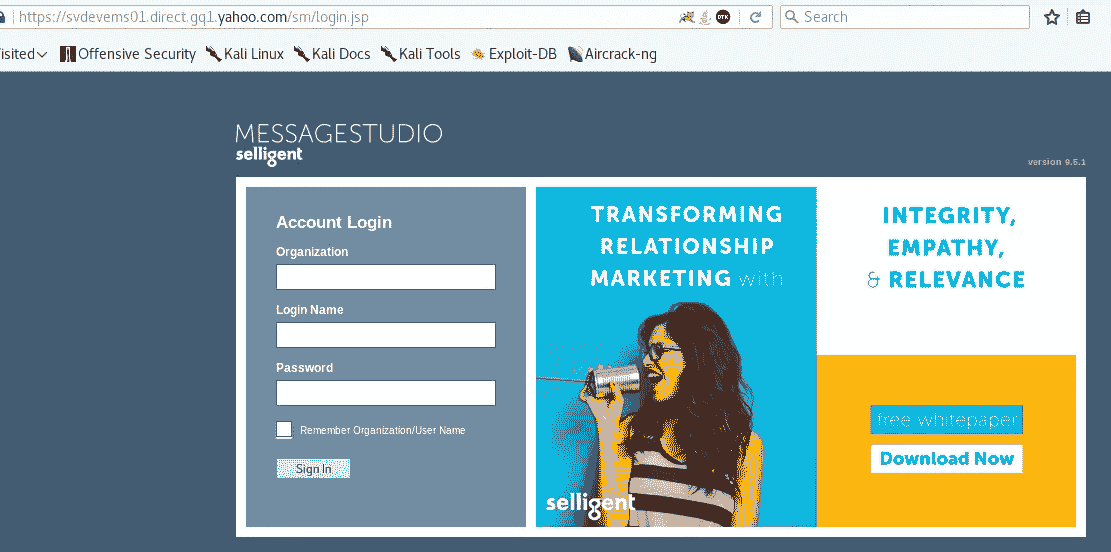 https://svdevems01.direct.gq1.yahoo.com/sm/login.jsp
Search
isited
Offensive Security
Kali Linux
Kali Docs
Kali Tools
Exploit-DB
Aircrack-ng
MESSAGESTUDIO
selligent
version 9.5.1
Account Login
Organization
Login Name
Password
Remember Organization/User Name
Sign In
TRANSFORMING
RELATIONSHIP
MARKETING with
selligent
INTEGRITY,
EMPATHY,
& RELEVANCE
free whitepaper
Download Now